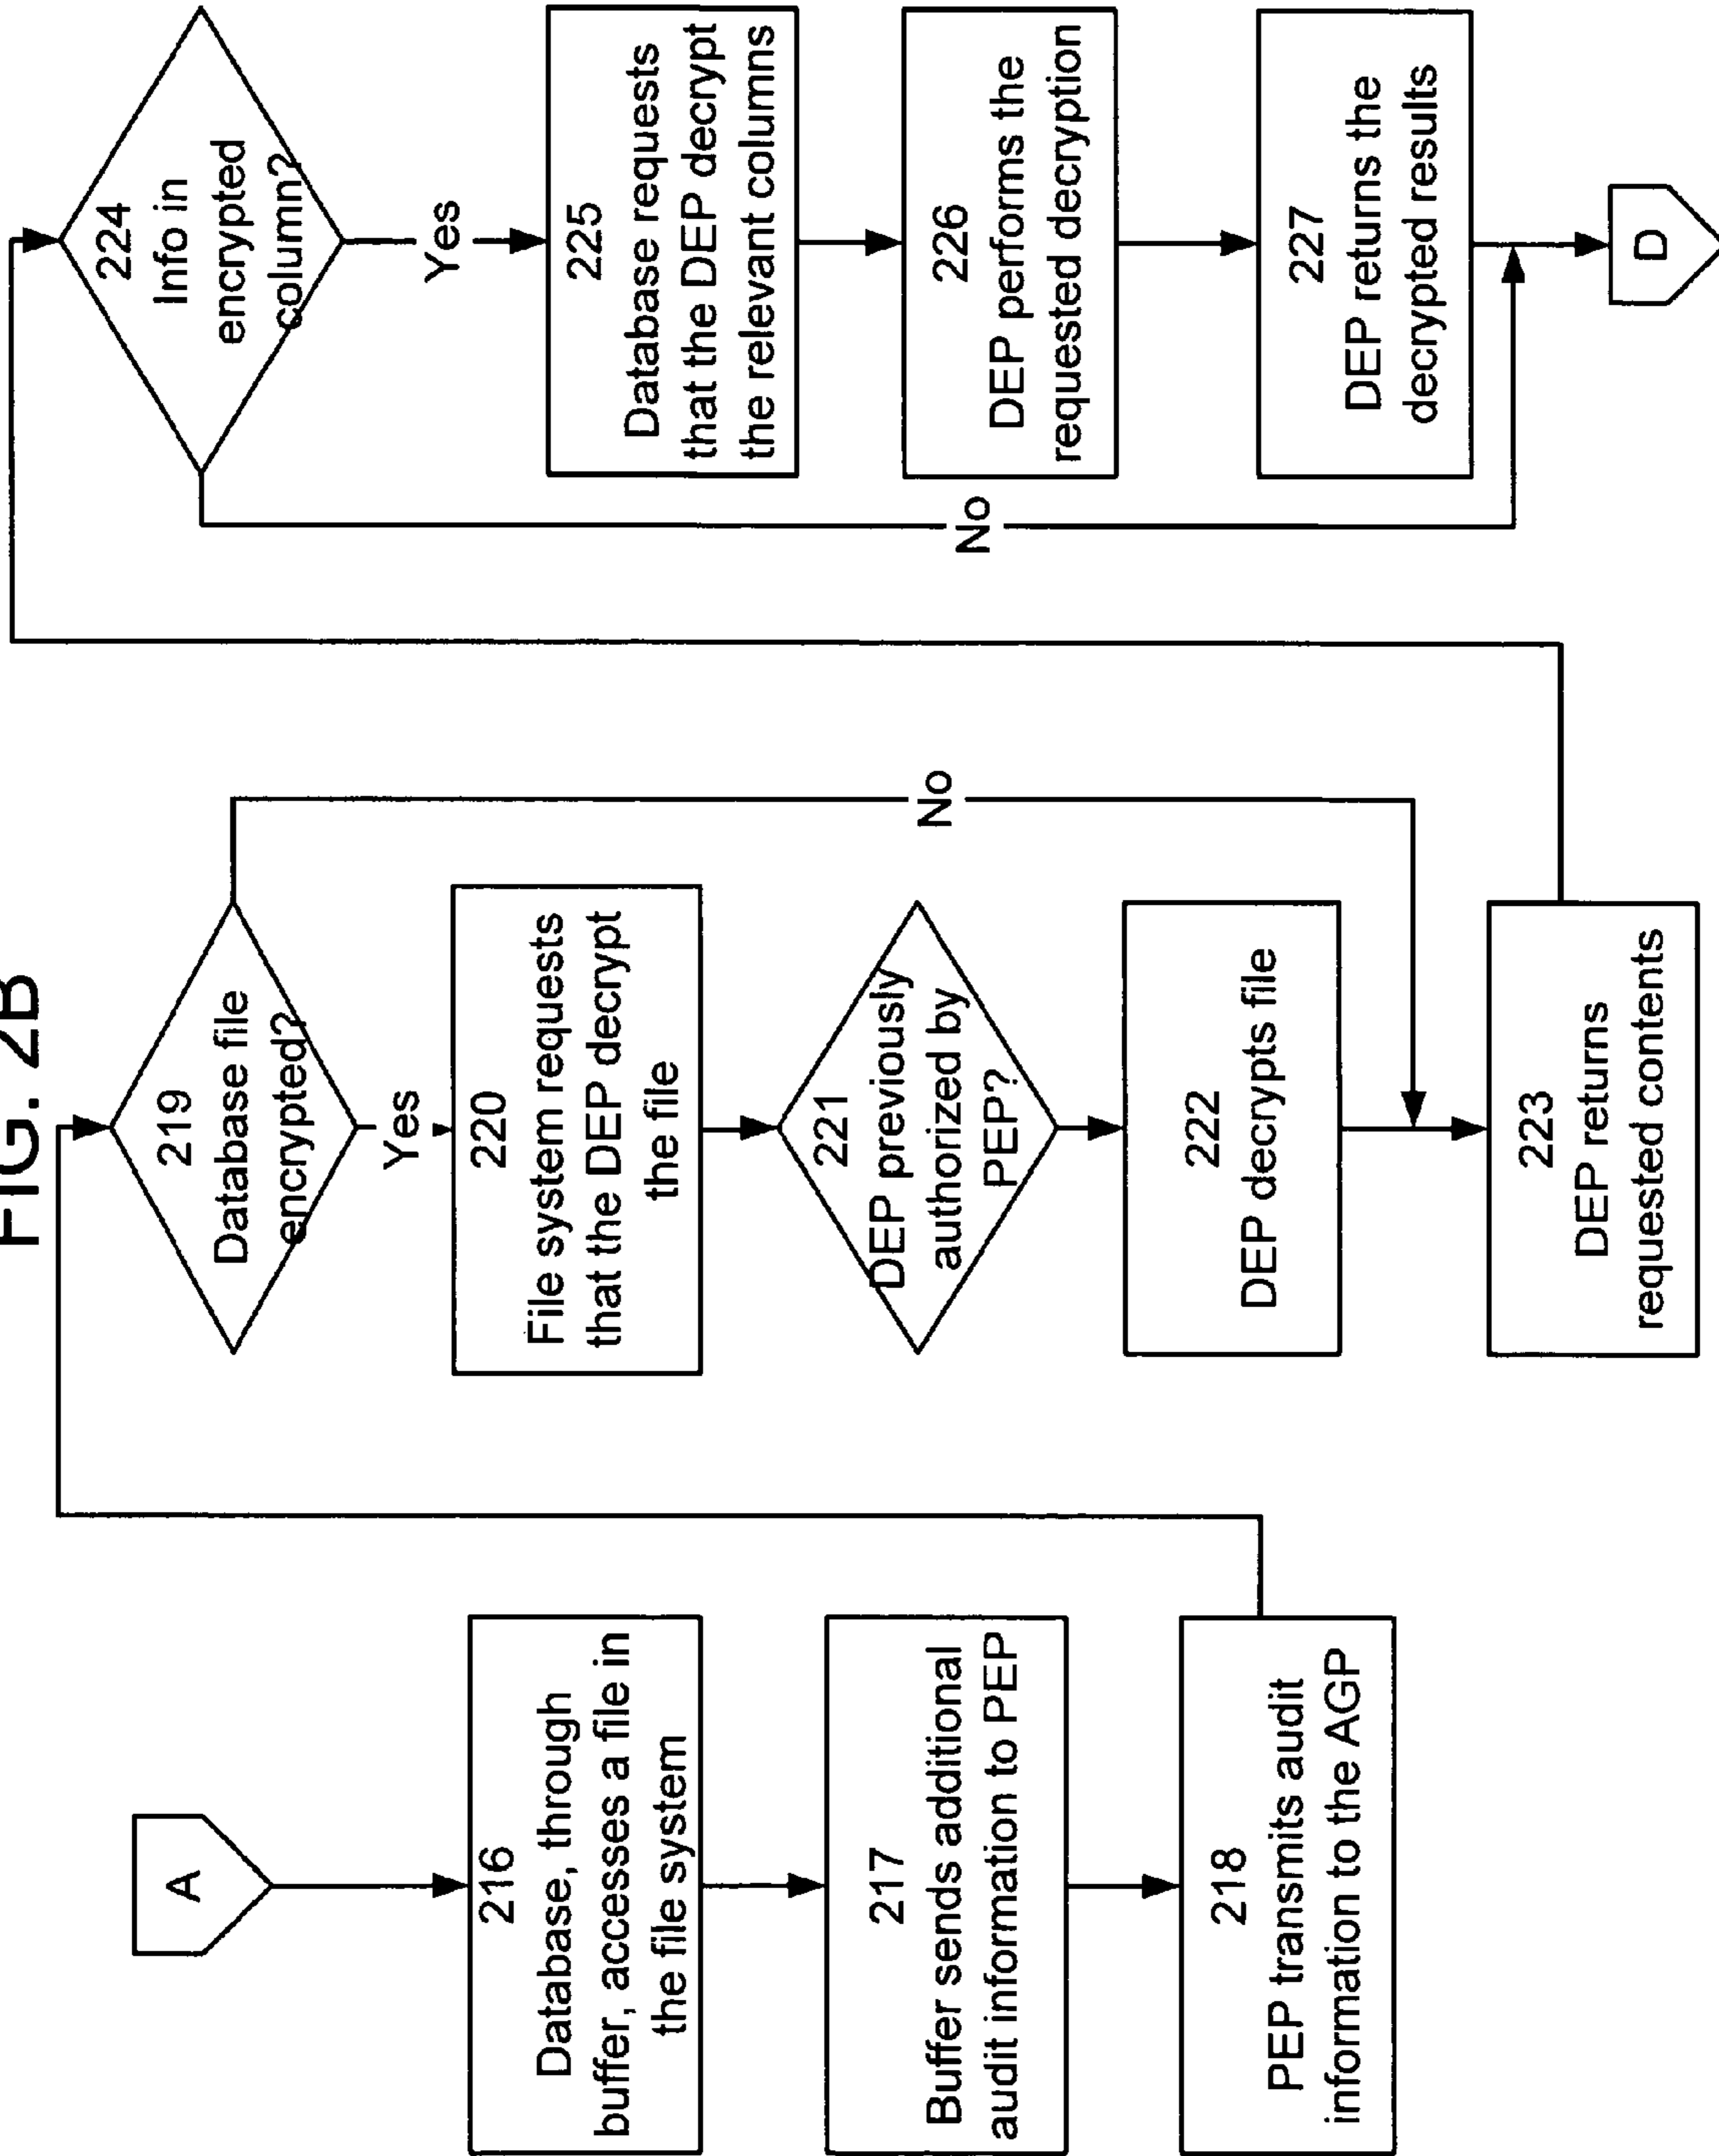 FIG. 2B
A
216
Database, through
buffer, accesses a file in
the file system
217
Buffer sends additional
audit information to PEP
218
PEP transmits audit
information to the AGP
219
Database file
encrypted?
Yes
No
220
File system requests
that the DEP decrypt
the file
221
DEP previously
authorized by
PEP?
222
DEP decrypts file
223
DEP returns
requested contents
224
Info in
encrypted
column?
Yes
No
225
Database requests
that the DEP decrypt
the relevant columns
226
DEP performs the
requested decryption
227
DEP returns the
decrypted results
D